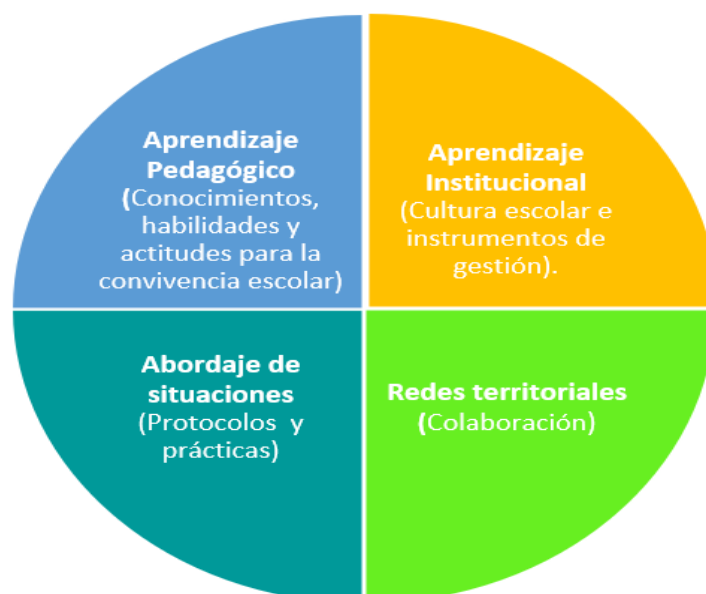 Aprendizaje
Pedagógico
(Conocimientos,
habilidades y
actitudes para la
convivencia escolar)
Aprendizaje
Institucional
(Cultura escolar e
instrumentos de
gestión).
Abordaje de
situaciones
(Protocolos y
prácticas)
Redes territoriales
(Colaboración)